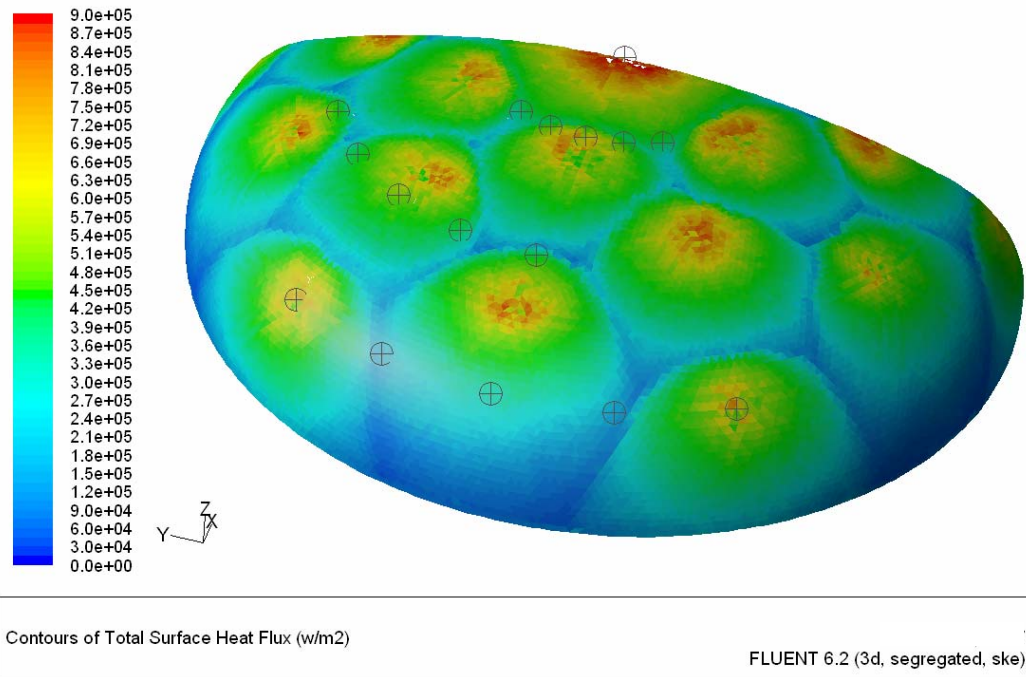 9.0e+05
8.7e+05
8.4e+05
8.1e+05
7.8e+05
7.5e+05
7.2e+05
6.9e+05
6.6e+05
6.3e+05
6.0e+05
5.7e+05
5.4e+05
5.1e+05
4.8e+05
4.5e+05
4.2e+05
3.9e+05
3.6e+05
3.3e+05
3.0e+05
2.7e+05
2.4e+05
2.1e+05
1.8e+05
1.5e+05
1.2e+05
9.0e+04
6.0e+04
3.0e+04
0.0e+00
Z
X
Y
Contours of Total Surface Heat Flux (w/m2)
FLUENT 6.2 (3d, segregated, ske)